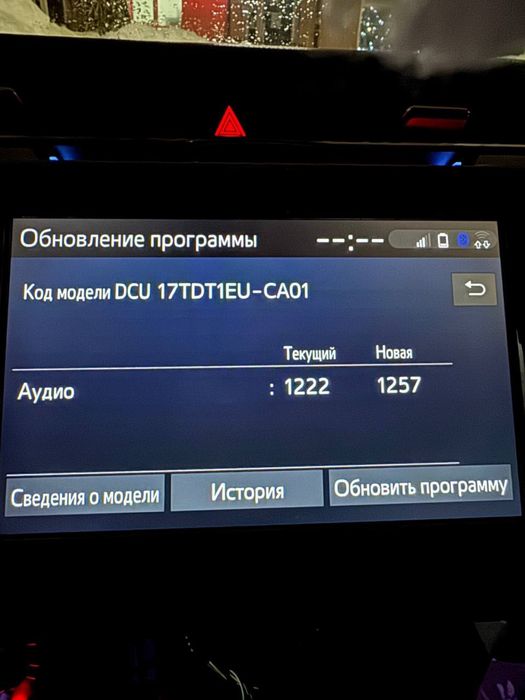 Обновление программы --:--
Код модели DCU 17TDT1EU-CA01
Текущий Новая
Аудио : 1222 1257
Сведения о модели История Обновить программу